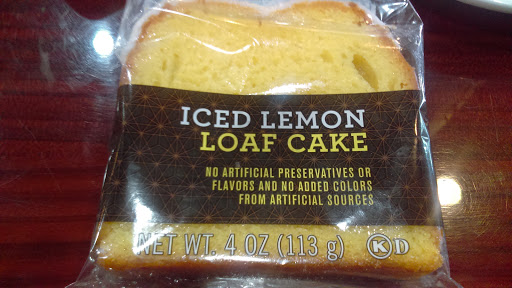 ICED LEMON
LOAF CAKE
NO ARTIFICIAL PRESERVATIVES OR
FLAVORS AND NO ADDED COLORS
FROM ARTIFICIAL SOURCES
NET WT. 4 OZ (113 g) K D